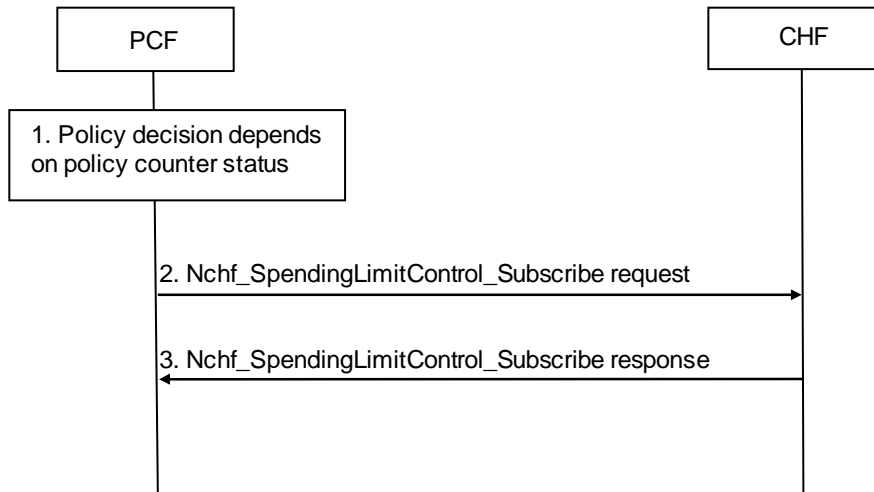 PCF
CHF
1. Policy decision depends
on policy counter status
2. Nchf_SpendingLimitControl_Subscribe request
3. Nchf_SpendingLimitControl_Subscribe response